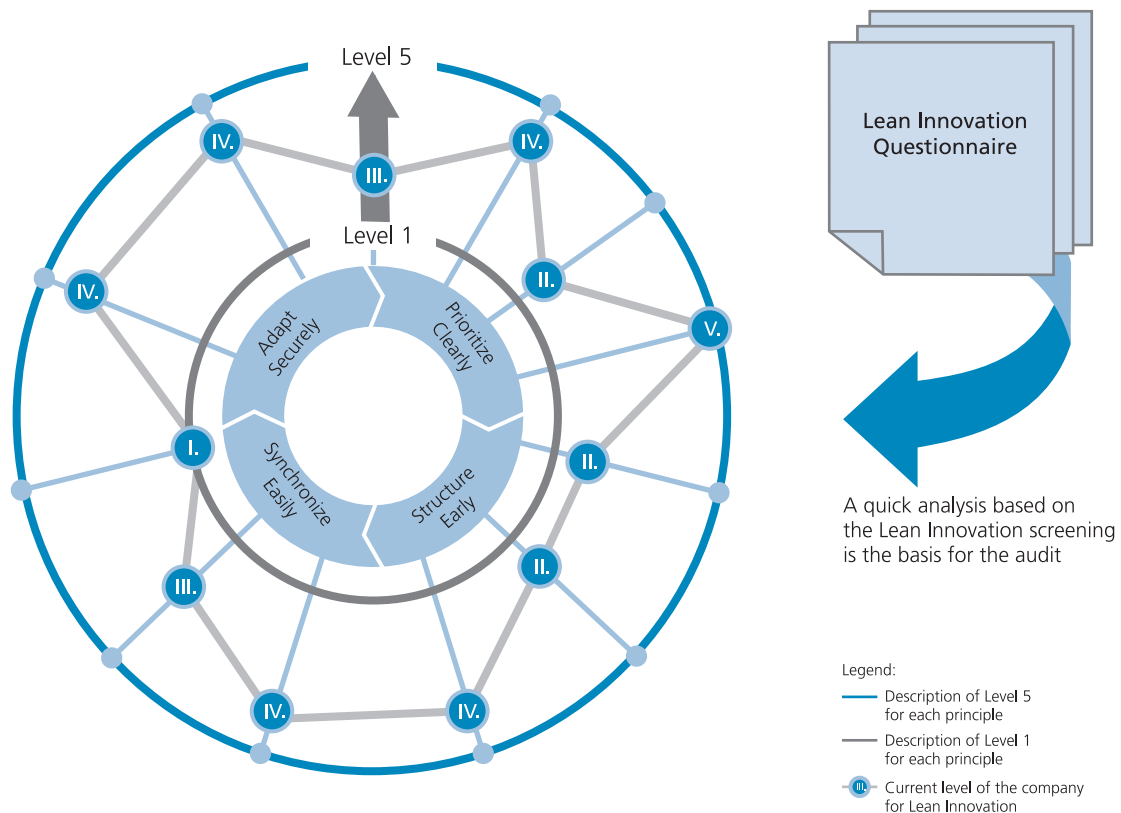 Level 5
IV.
III.
IV.
Level 1
IV.
II.
V.
I.
II.
III.
II.
IV.
IV.
Adapt
Securely
Prioritize
Clearly
Synchronize
Easily
Structure
Early
Lean Innovation
Questionnaire
A quick analysis based on
the Lean Innovation screening
is the basis for the audit
Legend:
Description of Level 5
for each principle
Description of Level 1
for each principle
III.
Current level of the company
for Lean Innovation